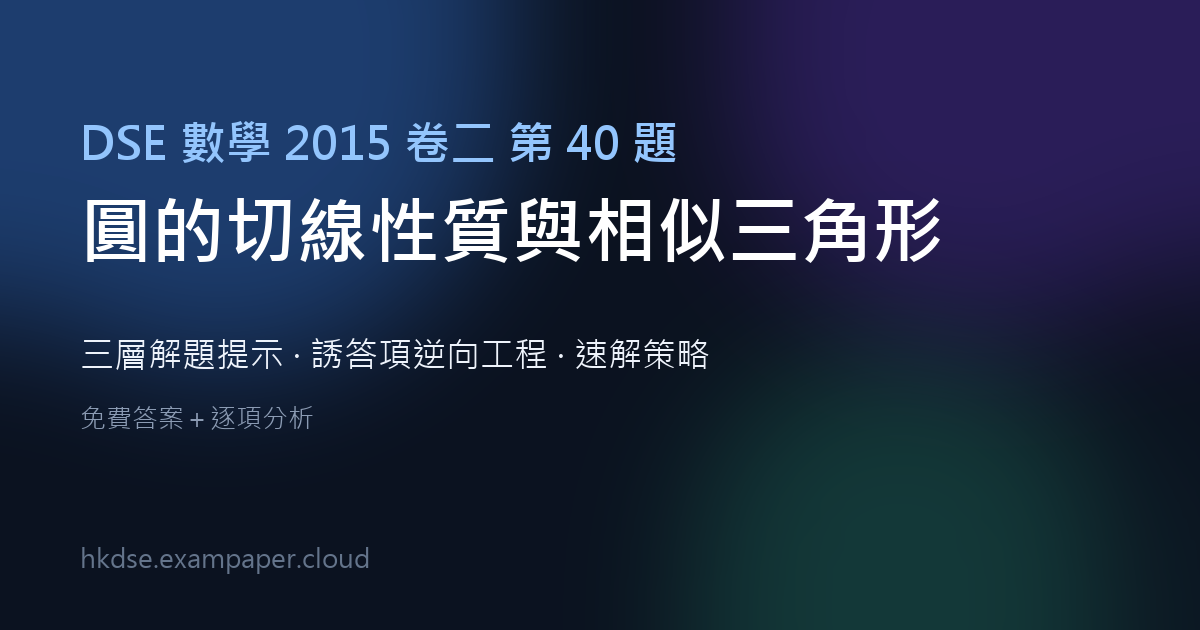 DSE 數學 2015 卷二 第 40 題
圓的切線性質與相似三角形
三層解題提示 · 誘答項逆向工程 · 速解策略
免費答案 + 逐項分析
hkdse.exampaper.cloud